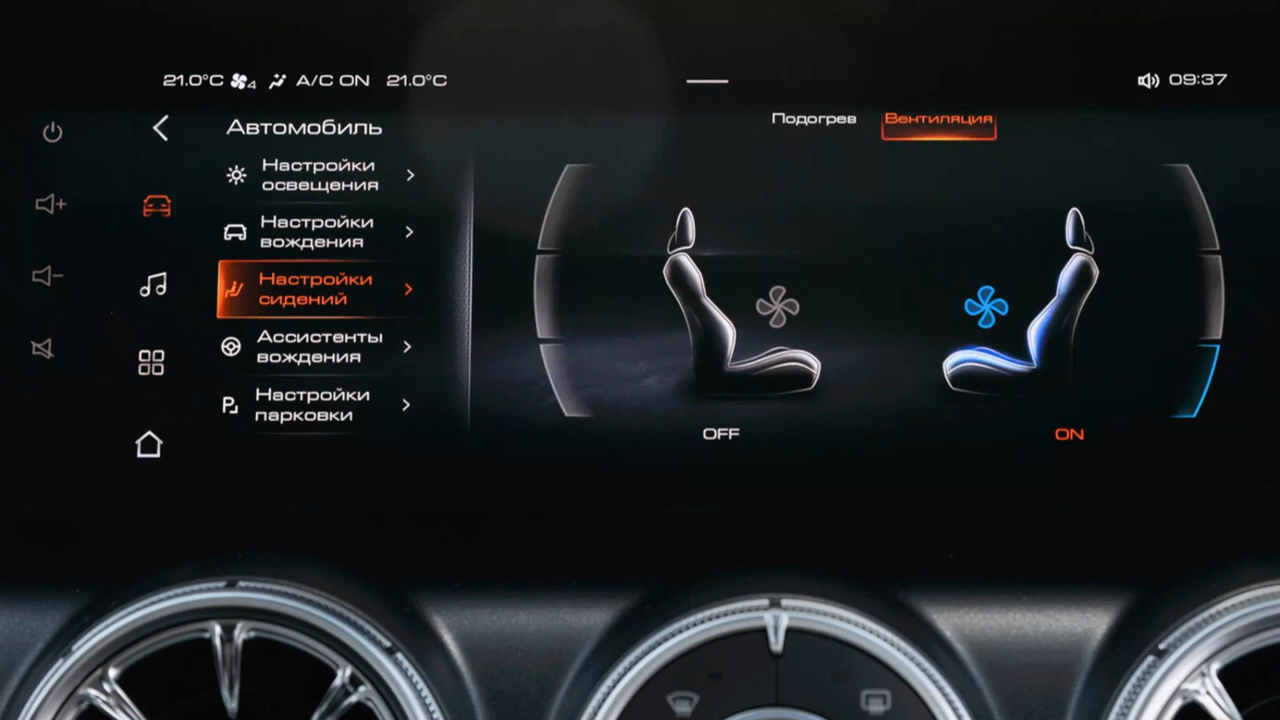 21.0°C 4 A/C ON 21.0°C
09:37
Автомобиль
Подогрев
Вентиляция
Настройки
освещения
Настройки
вождения
Настройки
сидений
Ассистенты
вождения
Настройки
парковки
OFF
ON